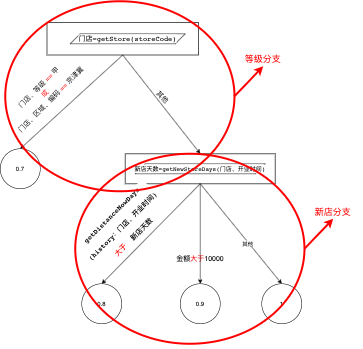 门店=getStore(storeCode)
等级分支
门店、等级 == 甲
或
门店、区域、编码 == 京津冀
其他
0.7
新店天数=getNewStoreDays(门店、开业时间)
getDistanceNowDay
(history: 门店、开业时间)
大于 新店天数
新店分支
其他
金额大于10000
0.8
0.9
1